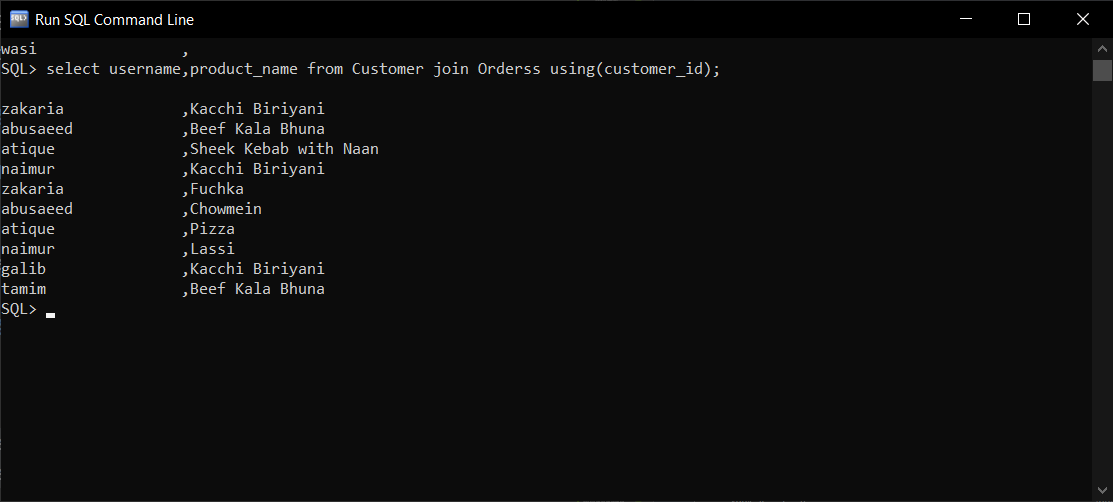 Run SQL Command Line
wasi                ,
SQL> select username,product_name from Customer join Orderss using(customer_id);
zakaria             ,Kacchi Biriyani
abusaeed            ,Beef Kala Bhuna
atique              ,Sheek Kebab with Naan
naimur              ,Kacchi Biriyani
zakaria             ,Fuchka
abusaeed            ,Chowmein
atique              ,Pizza
naimur              ,Lassi
galib               ,Kacchi Biriyani
tamim               ,Beef Kala Bhuna
SQL>